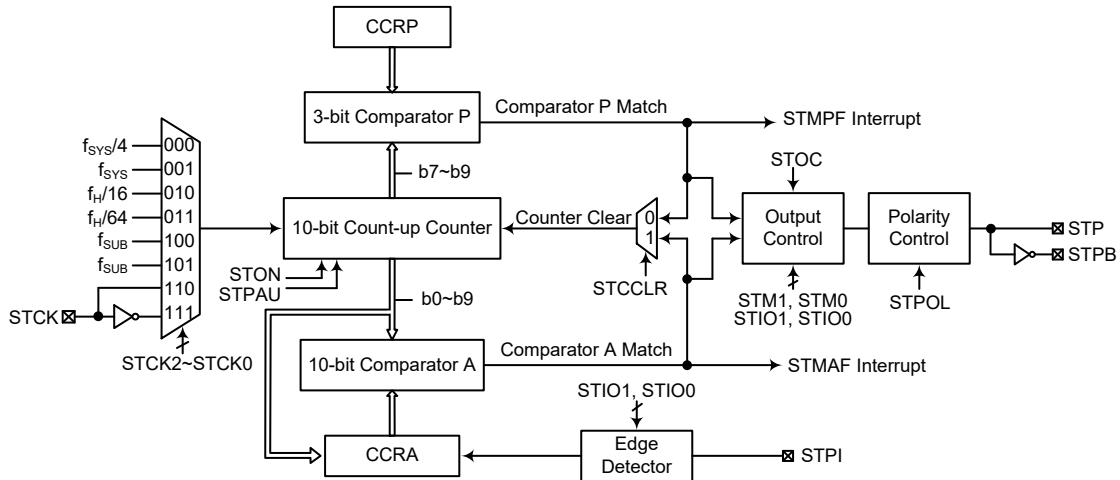 CCRP
3-bit Comparator P
Comparator P Match
STMPF Interrupt
b7~b9
fSYS/4
fSYS
fH/16
fH/64
fSUB
fSUB
000
001
010
011
100
101
110
111
STCK
STCK2~STCK0
10-bit Count-up Counter
STON
STPAU
Counter Clear
0
1
STCCLR
STOC
Output
Control
STM1, STM0
STIO1, STIO0
Polarity
Control
STPOL
STP
STPB
b0~b9
10-bit Comparator A
Comparator A Match
STMAF Interrupt
STIO1, STIO0
CCRA
Edge
Detector
STPI